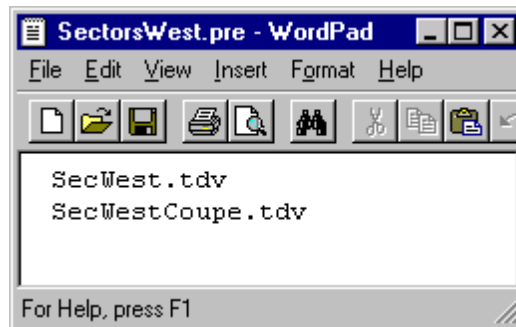 SectorsWest.pre - WordPad
File Edit View Insert Format Help
SecWest.tdv
SecWestCoupe.tdv
For Help, press F1